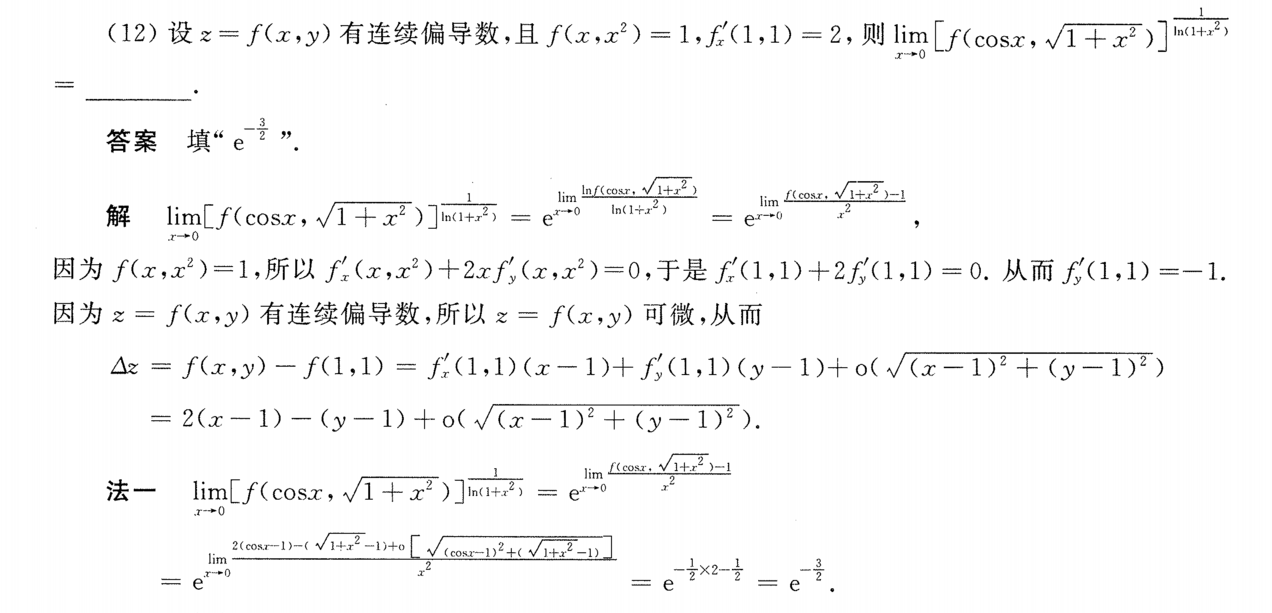 (12) 设 z = f(x,y) 有连续偏导数,且 f(x,x²) = 1,f′ₓ(1,1) = 2, 则 lim_{x→0} [f(cosx, √(1+x²))]^{1/ln(1+x²)}
= ________.
答案 填“ e^{-3/2} ”.
解 lim_{x→0}[f(cosx, √(1+x²))]^{1/ln(1+x²)} = e^{lim_{x→0} lnf(cosx, √(1+x²))/ln(1+x²)} = e^{lim_{x→0} (f(cosx, √(1+x²))-1)/x²},
因为 f(x,x²)=1,所以 f′ₓ(x,x²)+2xf′_y(x,x²)=0,于是 f′ₓ(1,1)+2f′_y(1,1) = 0. 从而 f′_y(1,1) =-1.
因为 z = f(x,y) 有连续偏导数,所以 z = f(x,y) 可微,从而
Δz = f(x,y) - f(1,1) = f′ₓ(1,1)(x-1)+ f′_y(1,1)(y-1)+o(√((x-1)²+(y-1)²))
= 2(x-1)-(y-1)+o(√((x-1)²+(y-1)²)).
法一 lim_{x→0}[f(cosx, √(1+x²))]^{1/ln(1+x²)} = e^{lim_{x→0} (f(cosx, √(1+x²))-1)/x²}
= e^{lim_{x→0} (2(cosx-1)-(√(1+x²)-1)+o[√((cosx-1)²+(√(1+x²)-1))])/x²} = e^{-1/2×2-1/2} = e^{-3/2}.